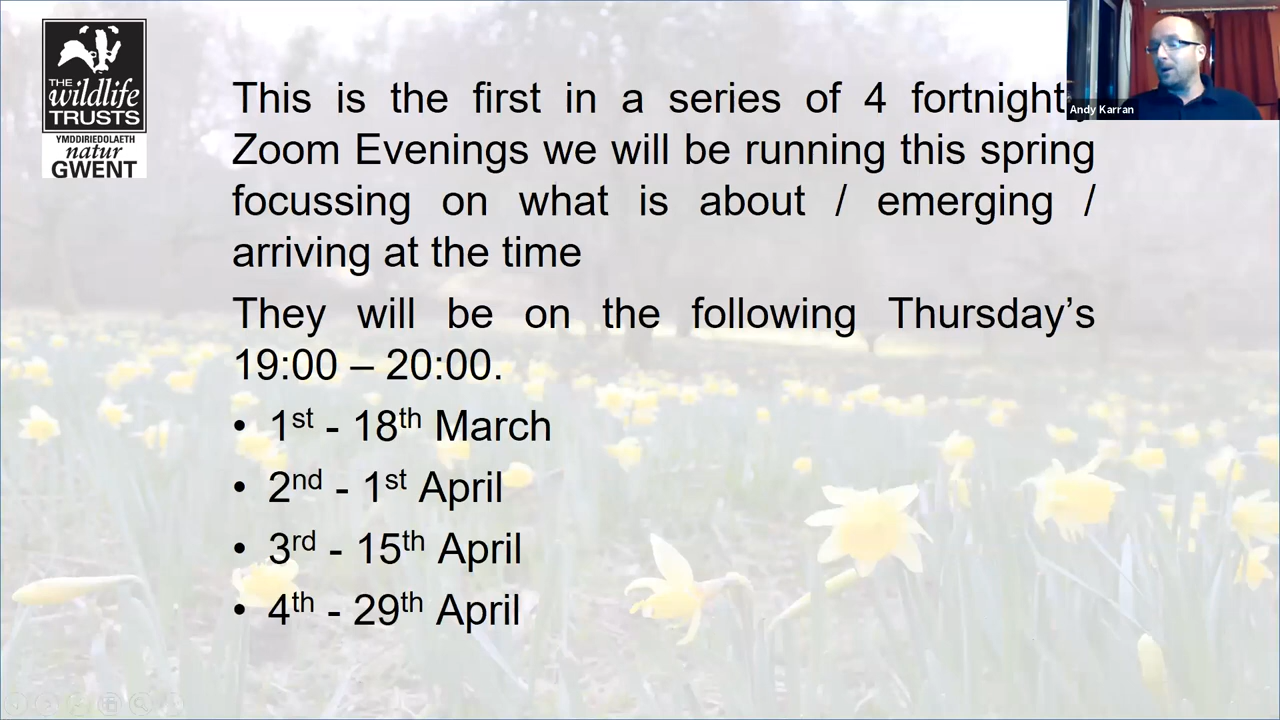 THE
wildlife
TRUSTS
YMDDIRIEDOLAETH
natur
GWENT
Andy Karran
This is the first in a series of 4
Zoom Evenings we will be running this spring
focussing on what is about / emerging /
arriving at the time
They will be on the following Thursday’s
19:00 – 20:00.
• 1st - 18th March
• 2nd - 1st April
• 3rd - 15th April
• 4th - 29th April